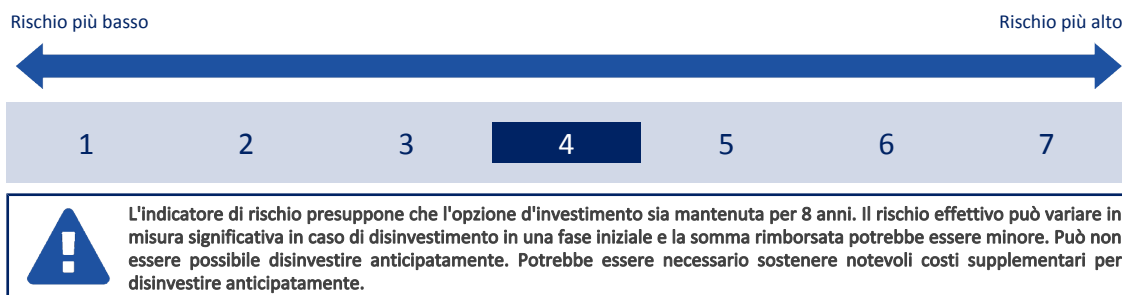 Rischio più basso Rischio più alto
1 2 3 4 5 6 7
L'indicatore di rischio presuppone che l'opzione d'investimento sia mantenuta per 8 anni. Il rischio effettivo può variare in
misura significativa in caso di disinvestimento in una fase iniziale e la somma rimborsata potrebbe essere minore. Può non
essere possibile disinvestire anticipatamente. Potrebbe essere necessario sostenere notevoli costi supplementari per
disinvestire anticipatamente.